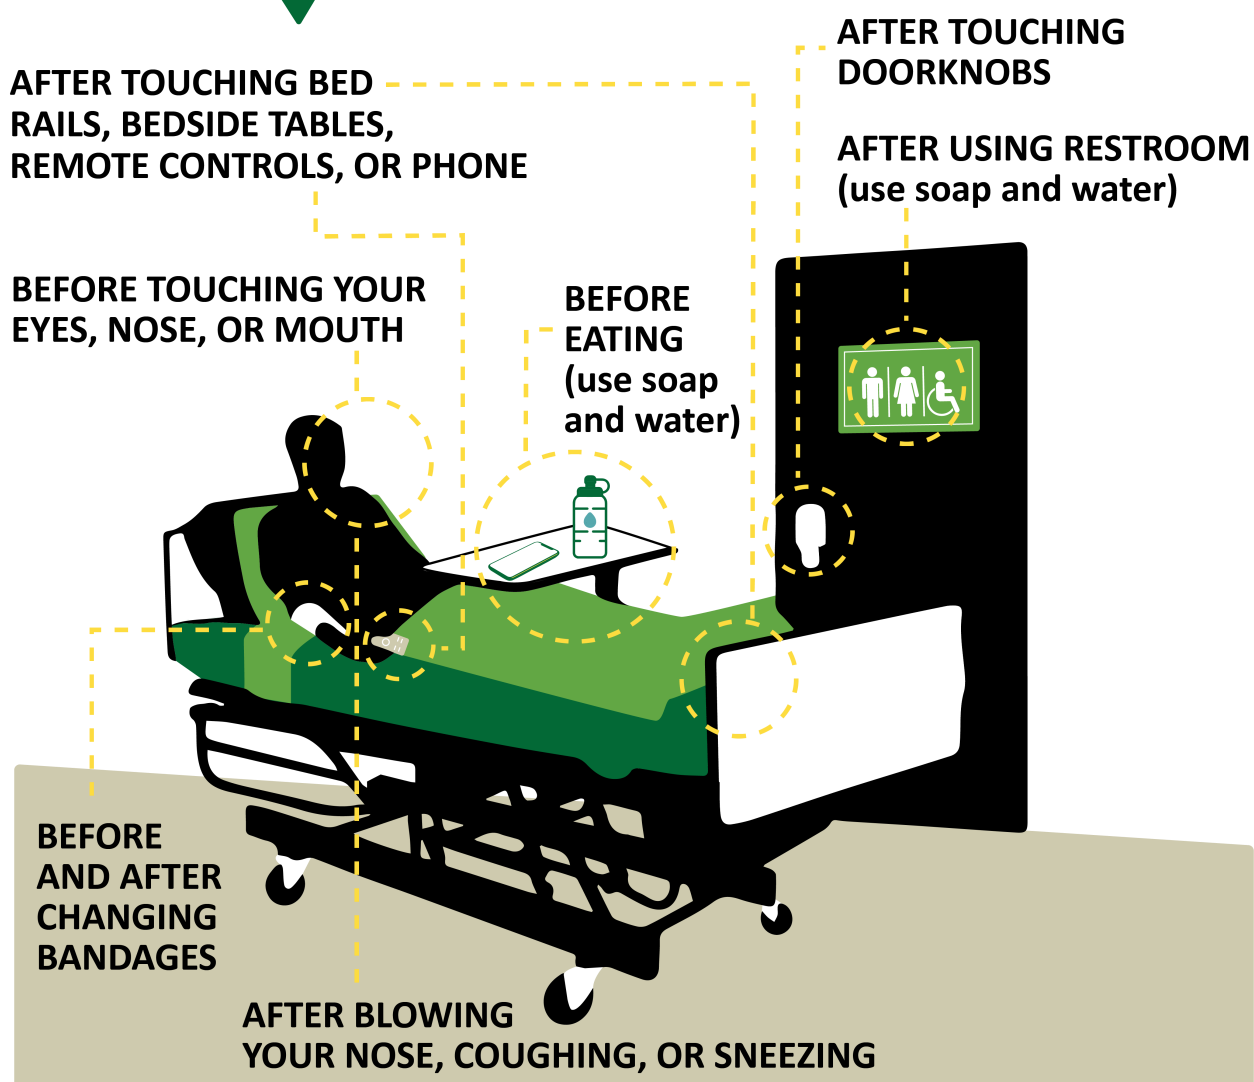 AFTER TOUCHING BED
RAILS, BEDSIDE TABLES,
REMOTE CONTROLS, OR PHONE
AFTER TOUCHING
DOORKNOBS
AFTER USING RESTROOM
(use soap and water)
BEFORE TOUCHING YOUR
EYES, NOSE, OR MOUTH
BEFORE
EATING
(use soap
and water)
BEFORE
AND AFTER
CHANGING
BANDAGES
AFTER BLOWING
YOUR NOSE, COUGHING, OR SNEEZING